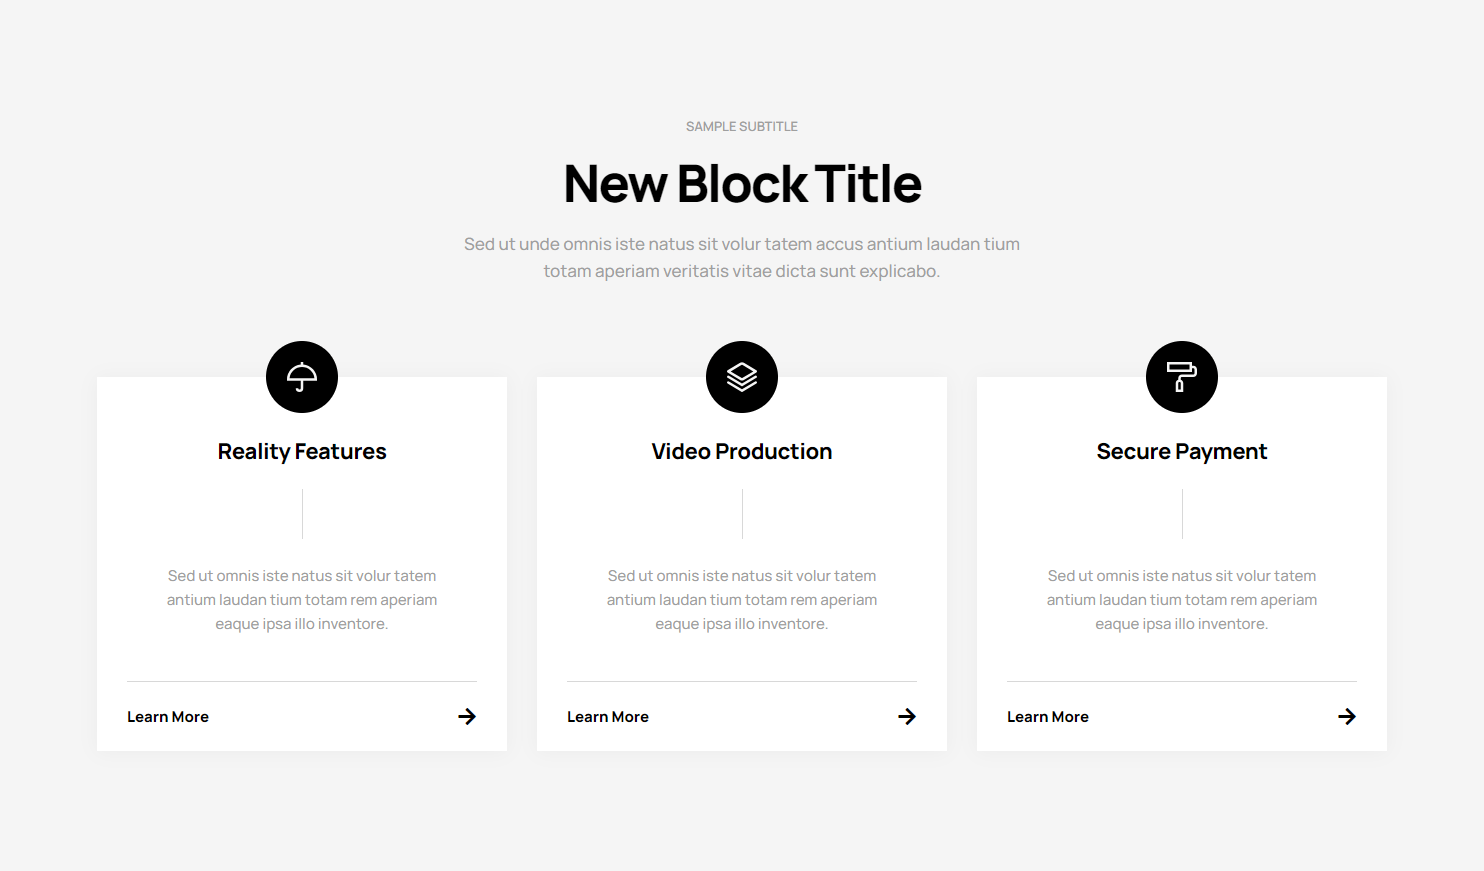 SAMPLE SUBTITLE
New Block Title
Sed ut unde omnis iste natus sit volur tatem accus antium laudan tium
totam aperiam veritatis vitae dicta sunt explicabo.
Reality Features
Sed ut omnis iste natus sit volur tatem
antium laudan tium totam rem aperiam
eaque ipsa illo inventore.
Learn More
Video Production
Sed ut omnis iste natus sit volur tatem
antium laudan tium totam rem aperiam
eaque ipsa illo inventore.
Learn More
Secure Payment
Sed ut omnis iste natus sit volur tatem
antium laudan tium totam rem aperiam
eaque ipsa illo inventore.
Learn More